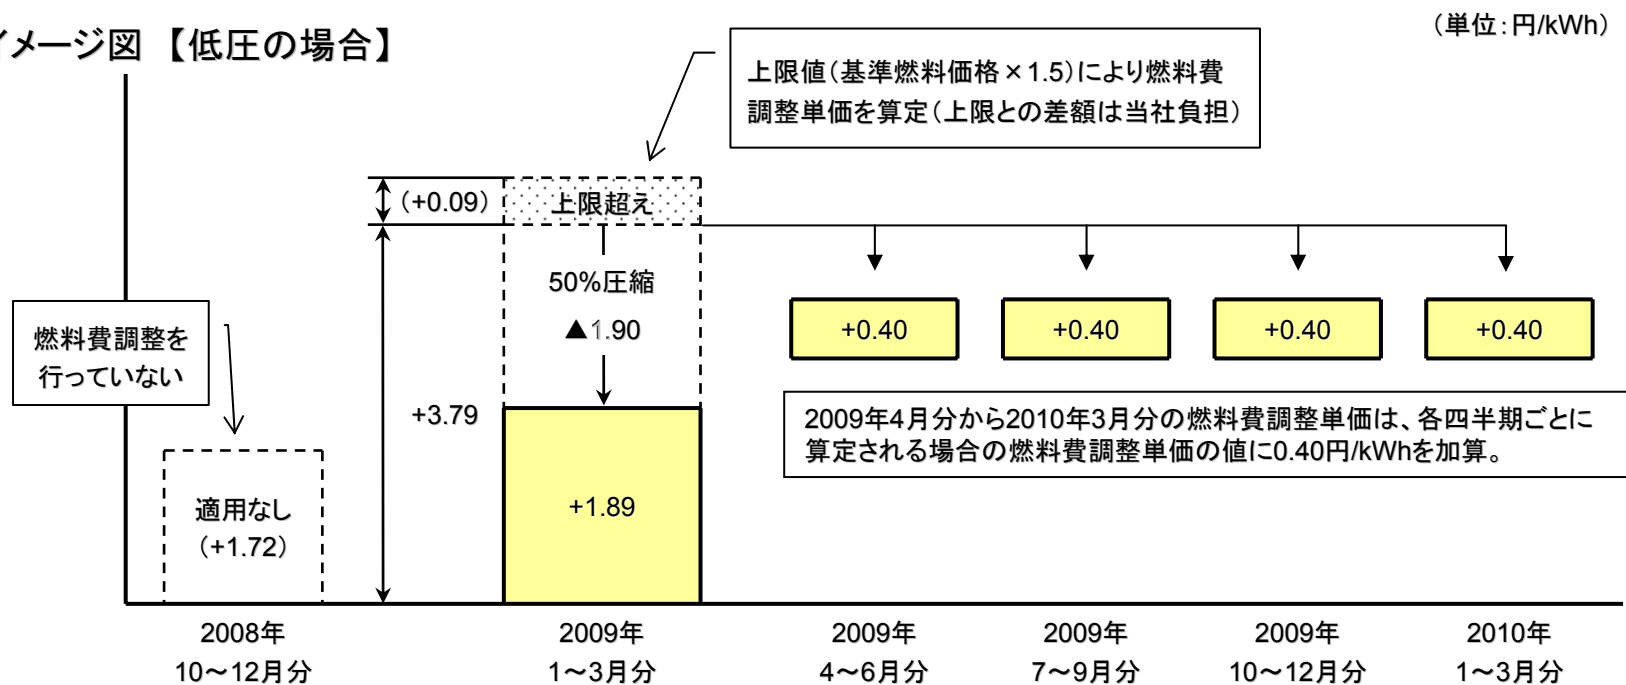 イメージ図 【低圧の場合】
（単位：円/kWh）
上限値（基準燃料価格×1.5）により燃料費
調整単価を算定（上限との差額は当社負担）
（+0.09）
上限超え
50%圧縮
▲1.90
燃料費調整を
行っていない
+3.79
+1.89
適用なし
（+1.72）
+0.40
+0.40
+0.40
+0.40
2009年4月分から2010年3月分の燃料費調整単価は、各四半期ごとに
算定される場合の燃料費調整単価の値に0.40円/kWhを加算。
2008年
10～12月分
2009年
1～3月分
2009年
4～6月分
2009年
7～9月分
2009年
10～12月分
2010年
1～3月分